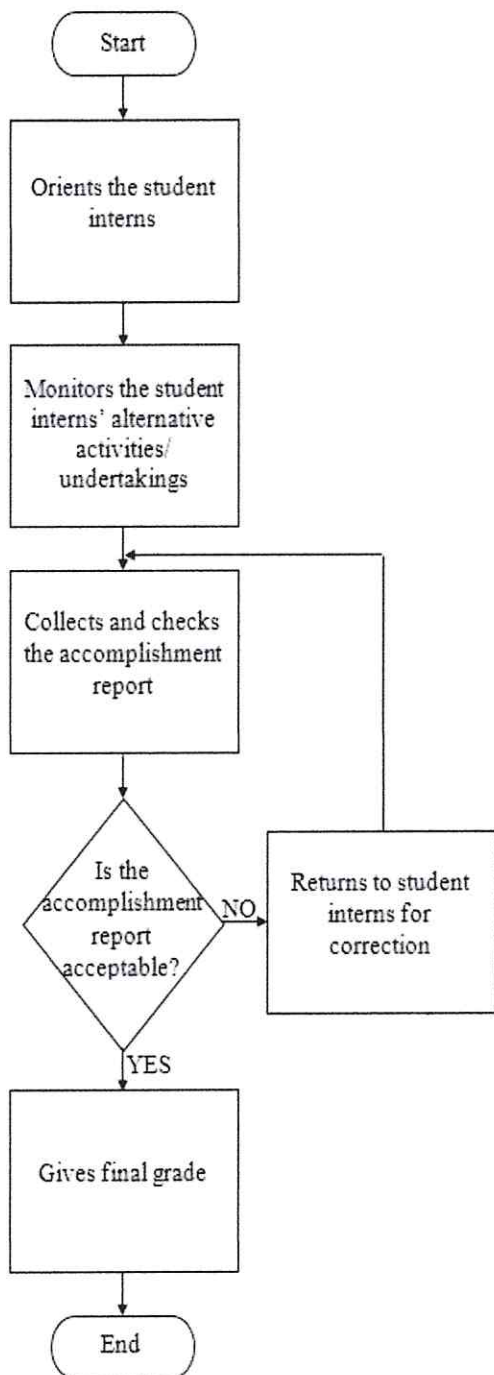 Start
Orients the student
interns
Monitors the student
interns' alternative
activities/
undertakings
Collects and checks
the accomplishment
report
Is the
accomplishment
report
acceptable?
NO
Returns to student
interns for
correction
YES
Gives final grade
End